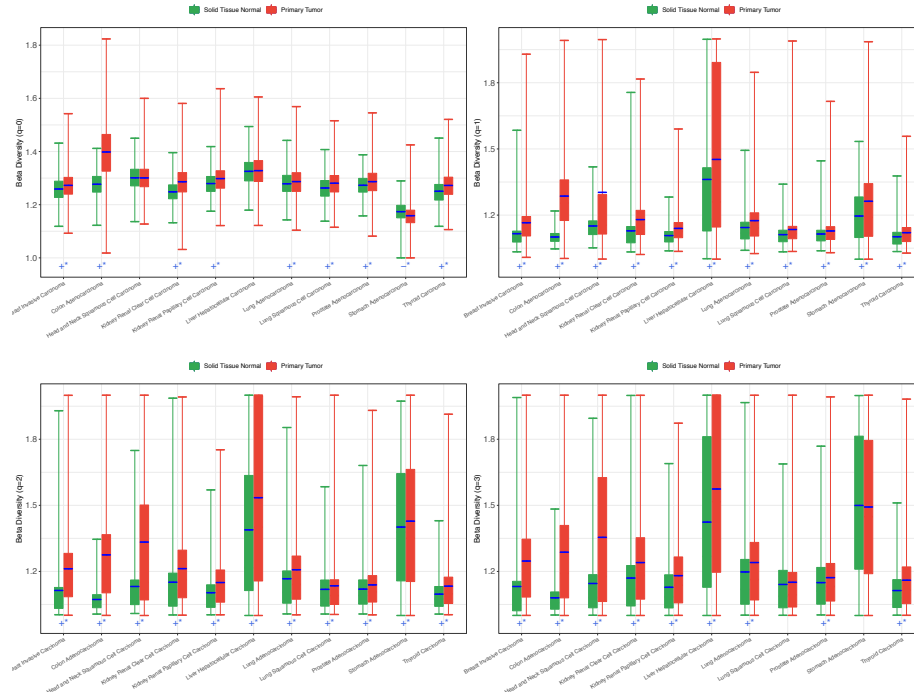 Solid Tissue Normal Primary Tumor
Beta Diversity (q=0)
1.8
1.6
1.4
1.2
1.0
+* +* +* +* +* +* +* −* +*
Colon Adenocarcinoma
Head and Neck Squamous Cell Carcinoma
Kidney Renal Clear Cell Carcinoma
Kidney Renal Papillary Cell Carcinoma
Liver Hepatocellular Carcinoma
Lung Adenocarcinoma
Lung Squamous Cell Carcinoma
Prostate Adenocarcinoma
Stomach Adenocarcinoma
Thyroid Carcinoma
Solid Tissue Normal Primary Tumor
Beta Diversity (q=1)
1.8
1.5
1.2
+* +* +* +* +* +* +* +* +* +* +*
Breast Invasive Carcinoma
Colon Adenocarcinoma
Head and Neck Squamous Cell Carcinoma
Kidney Renal Clear Cell Carcinoma
Kidney Renal Papillary Cell Carcinoma
Liver Hepatocellular Carcinoma
Lung Adenocarcinoma
Lung Squamous Cell Carcinoma
Prostate Adenocarcinoma
Stomach Adenocarcinoma
Thyroid Carcinoma
Solid Tissue Normal Primary Tumor
Beta Diversity (q=2)
1.8
1.5
1.2
+* +* +* +* +* +* +* +* +* +* +*
Invasive Carcinoma
Colon Adenocarcinoma
Head and Neck Squamous Cell Carcinoma
Kidney Renal Clear Cell Carcinoma
Kidney Renal Papillary Cell Carcinoma
Liver Hepatocellular Carcinoma
Lung Adenocarcinoma
Lung Squamous Cell Carcinoma
Prostate Adenocarcinoma
Stomach Adenocarcinoma
Thyroid Carcinoma
Solid Tissue Normal Primary Tumor
Beta Diversity (q=3)
1.8
1.5
1.2
+* +* +* +* +* +* +* +* +*
Breast Invasive Carcinoma
Colon Adenocarcinoma
Head and Neck Squamous Cell Carcinoma
Kidney Renal Clear Cell Carcinoma
Kidney Renal Papillary Cell Carcinoma
Liver Hepatocellular Carcinoma
Lung Adenocarcinoma
Lung Squamous Cell Carcinoma
Prostate Adenocarcinoma
Stomach Adenocarcinoma
Thyroid Carcinoma